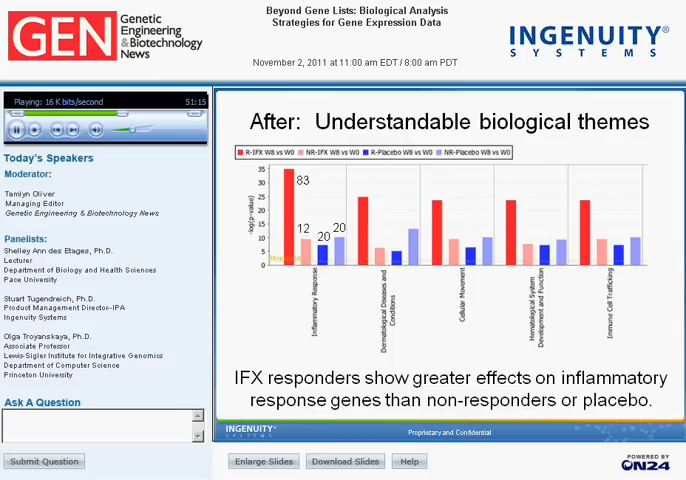 GEN
Genetic
Engineering
& Biotechnology
News
Beyond Gene Lists: Biological Analysis
Strategies for Gene Expression Data
November 2, 2011 at 11:00 am EDT / 8:00 am PDT
INGENUITY®
SYSTEMS
Playing: 16 K bits/second
51:15
Today's Speakers
Moderator:
Tamlyn Oliver
Managing Editor
Genetic Engineering & Biotechnology News
Panelists:
Shelley Ann des Etages, Ph.D.
Lecturer
Department of Biology and Health Sciences
Pace University
Stuart Tugendreich, Ph.D.
Product Management Director–IPA
Ingenuity Systems
Olga Troyanskaya, Ph.D.
Associate Professor
Lewis-Sigler Institute for Integrative Genomics
Department of Computer Science
Princeton University
Ask A Question
Submit Question
After: Understandable biological themes
R-IFX W8 vs W0
NR-IFX W8 vs W0
R-Placebo W8 vs W0
NR-Placebo W8 vs W0
-log(p-value)
35
30
25
20
15
10
5
0
83
12
20
20
Threshold
Inflammatory Response
Dermatological Diseases and
Conditions
Cellular Movement
Hematological System
Development and Function
Immune Cell Trafficking
IFX responders show greater effects on inflammatory
response genes than non-responders or placebo.
INGENUITY
SYSTEMS
Proprietary and Confidential
Enlarge Slides
Download Slides
Help
POWERED BY
ON24